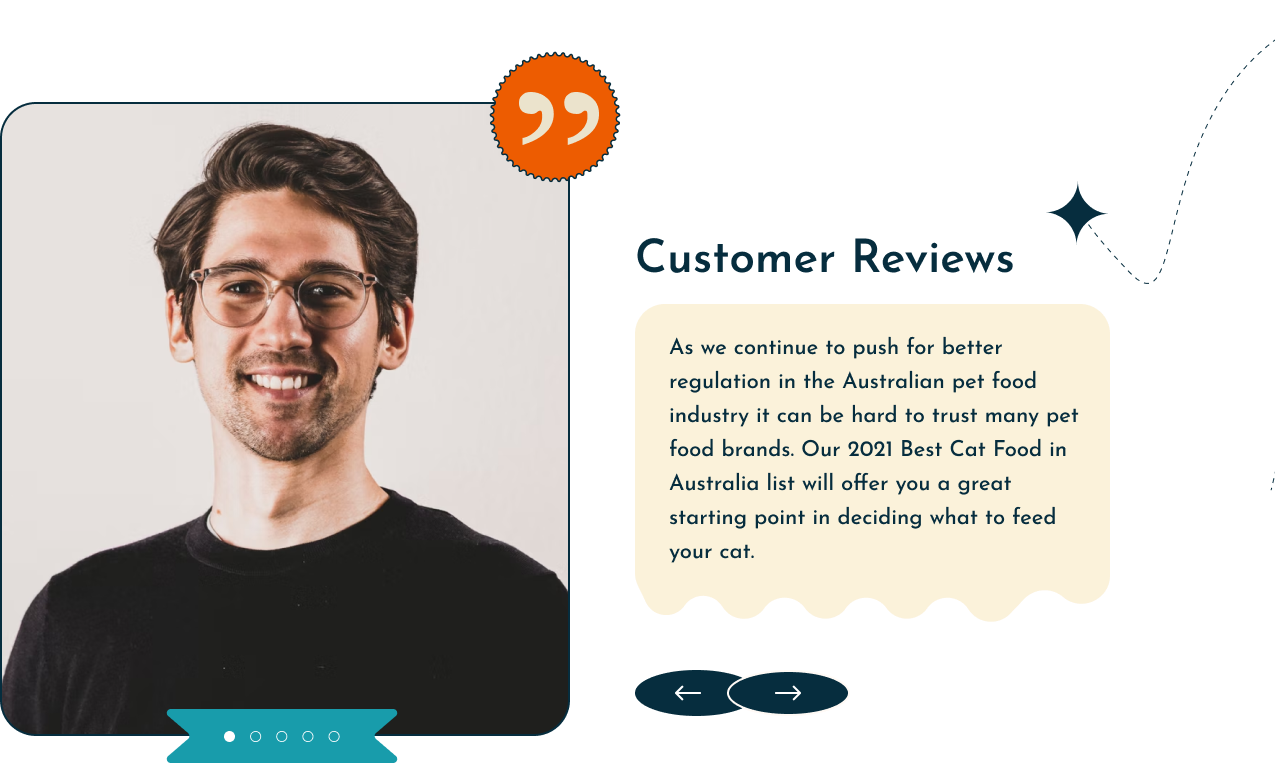 Customer Reviews
As we continue to push for better
regulation in the Australian pet food
industry it can be hard to trust many pet
food brands. Our 2021 Best Cat Food in
Australia list will offer you a great
starting point in deciding what to feed
your cat.